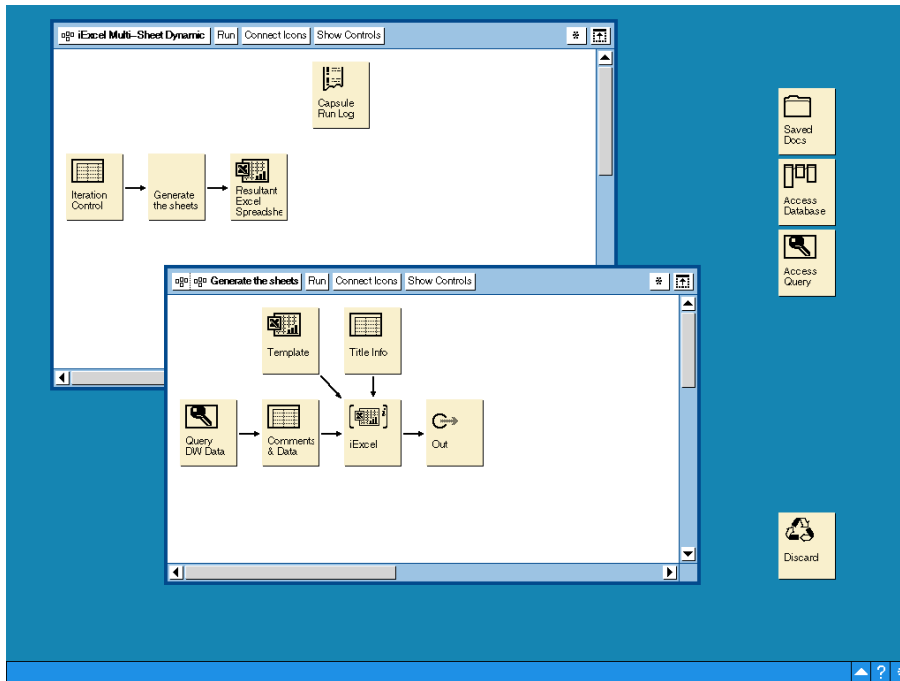 iExcel Multi-Sheet Dynamic Run Connect Icons Show Controls
Capsule
Run Log
Iteration
Control
Generate
the sheets
Resultant
Excel
Spreadshe
Generate the sheets Run Connect Icons Show Controls
Template
Title Info
Query
DW Data
Comments
& Data
iExcel
Out
Saved
Docs
Access
Database
Access
Query
Discard
?